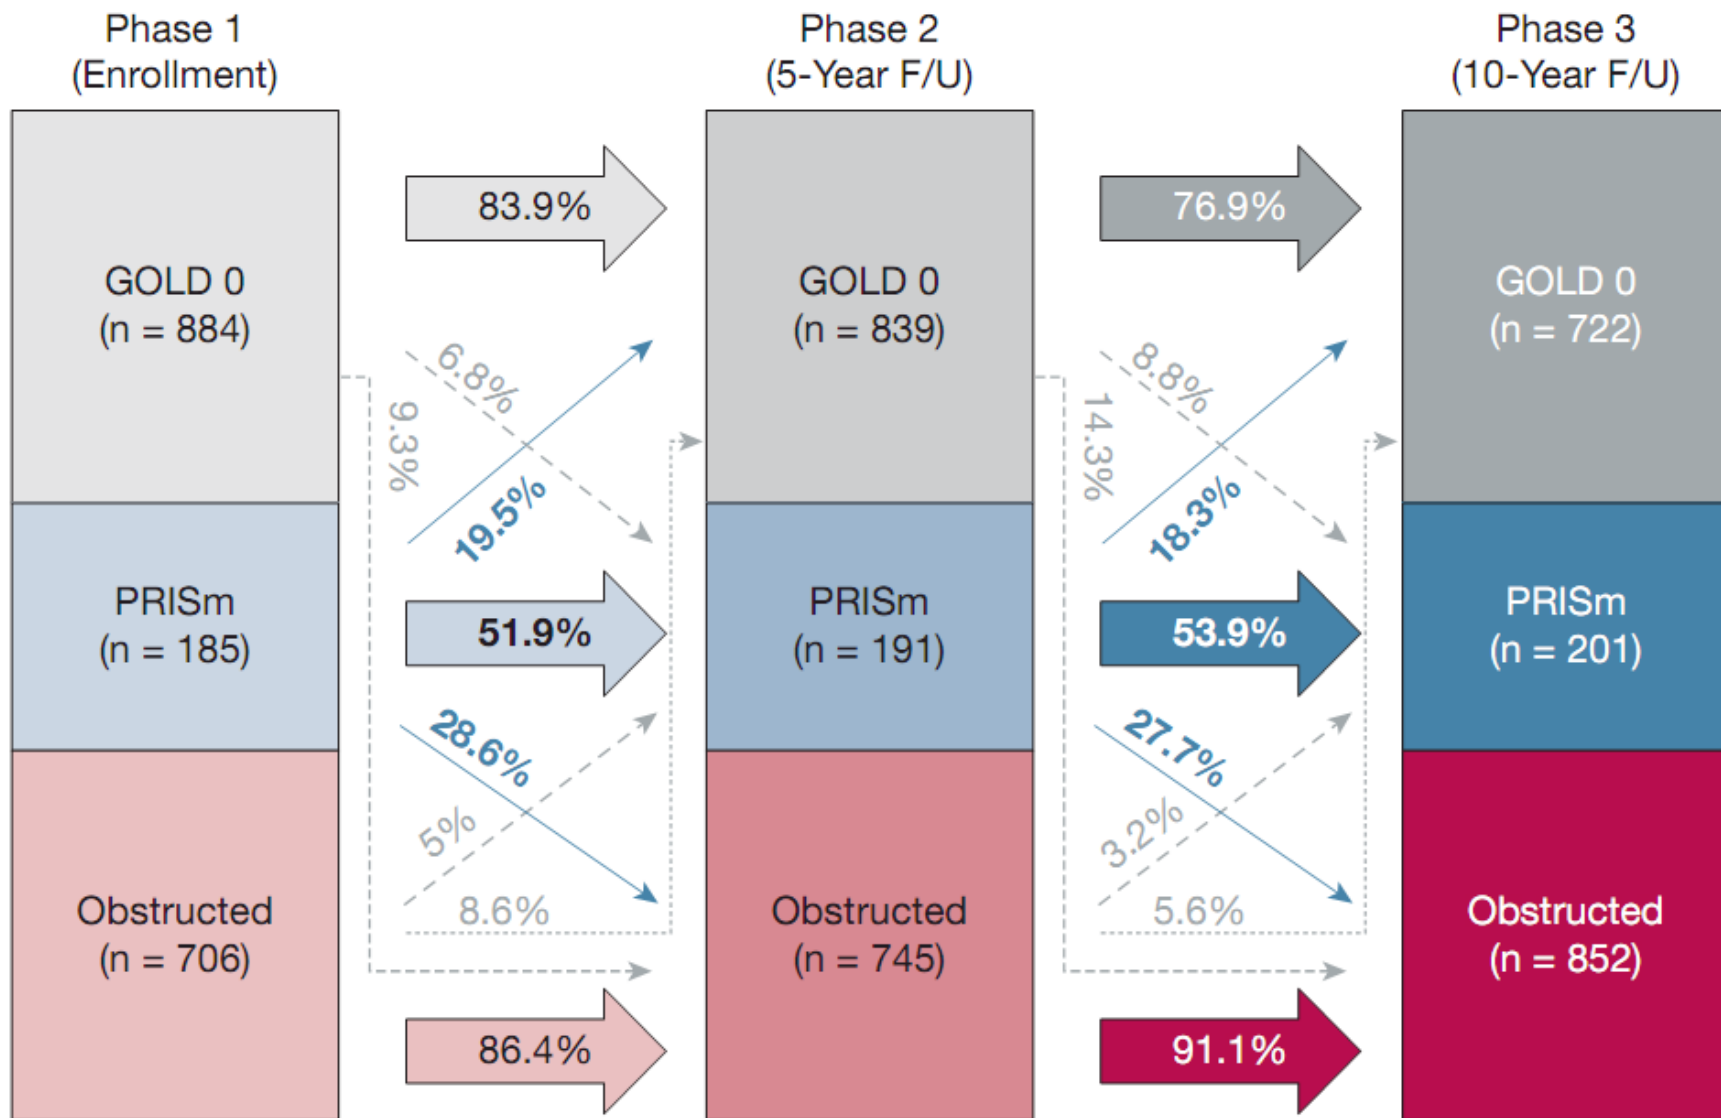 Phase 1
(Enrollment)
Phase 2
(5-Year F/U)
Phase 3
(10-Year F/U)
83.9%
76.9%
GOLD 0
(n = 884)
GOLD 0
(n = 839)
GOLD 0
(n = 722)
6.8%
9.3%
19.5%
8.8%
14.3%
18.3%
PRISm
(n = 185)
51.9%
PRISm
(n = 191)
53.9%
PRISm
(n = 201)
28.6%
5%
8.6%
27.7%
3.2%
5.6%
Obstructed
(n = 706)
Obstructed
(n = 745)
Obstructed
(n = 852)
86.4%
91.1%